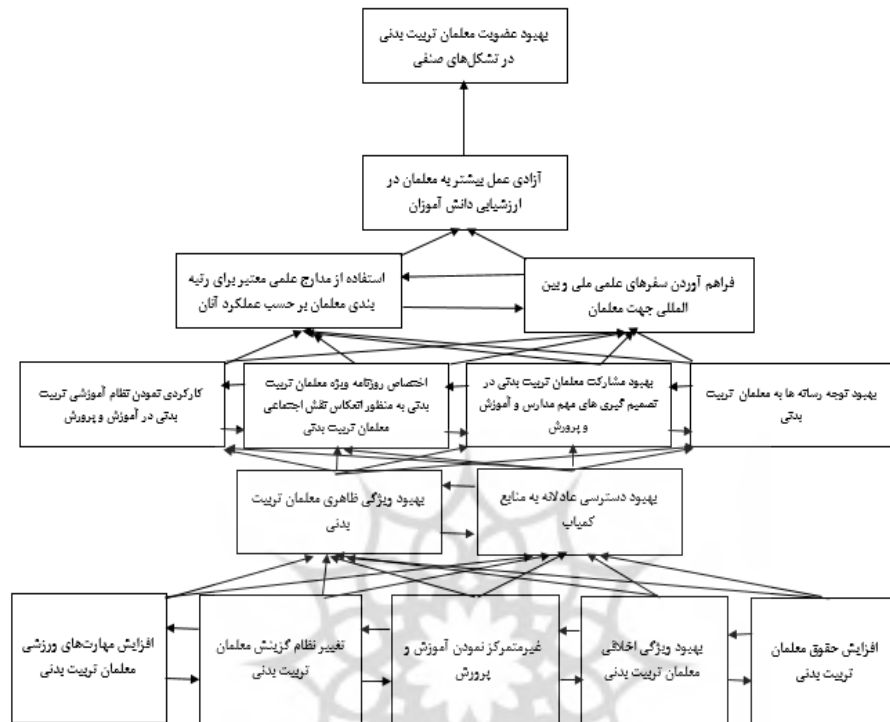 بهبود عضویت معلمان تربیت بدنی
در تشکل‌های صنفی
آزادی عمل بیشتر به معلمان در
ارزشیابی دانش آموزان
فراهم آوردن سفرهای علمی ملی و بین
المللی جهت معلمان
استفاده از مدارج علمی معتبر برای رتبه
بندی معلمان بر حسب عملکرد آنان
بهبود توجه رسانه ها به معلمان تربیت
بدنی
بهبود مشارکت معلمان تربیت بدنی در
تصمیم گیری های مهم مدارس و آموزش
و پرورش
اختصاص روزنامه ویژه معلمان تربیت
بدنی به منظور انعکاس نقش اجتماعی
معلمان تربیت بدنی
کارکردی نمودن نظام آموزشی تربیت
بدنی در آموزش و پرورش
بهبود دسترسی عادلانه به منابع
کمیاب
بهبود ویژگی ظاهری معلمان تربیت
بدنی
افزایش حقوق معلمان
تربیت بدنی
بهبود ویژگی اخلاقی
معلمان تربیت بدنی
غیرمتمرکز نمودن آموزش و
پرورش
تغییر نظام گزینش معلمان
تربیت بدنی
افزایش مهارت‌های ورزشی
معلمان تربیت بدنی